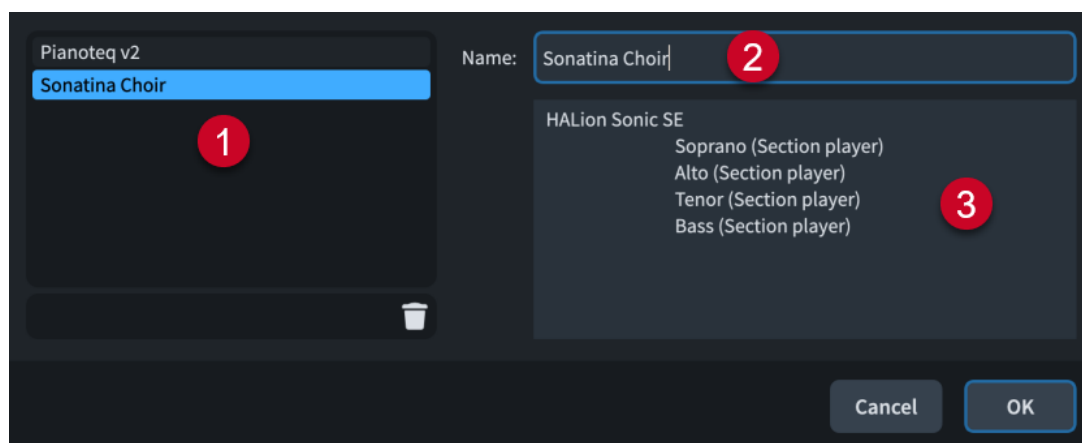 Pianoteq v2
Sonatina Choir
1
Name:
Sonatina Choir
2
HALion Sonic SE
Soprano (Section player)
Alto (Section player)
Tenor (Section player)
Bass (Section player)
3
Cancel
OK